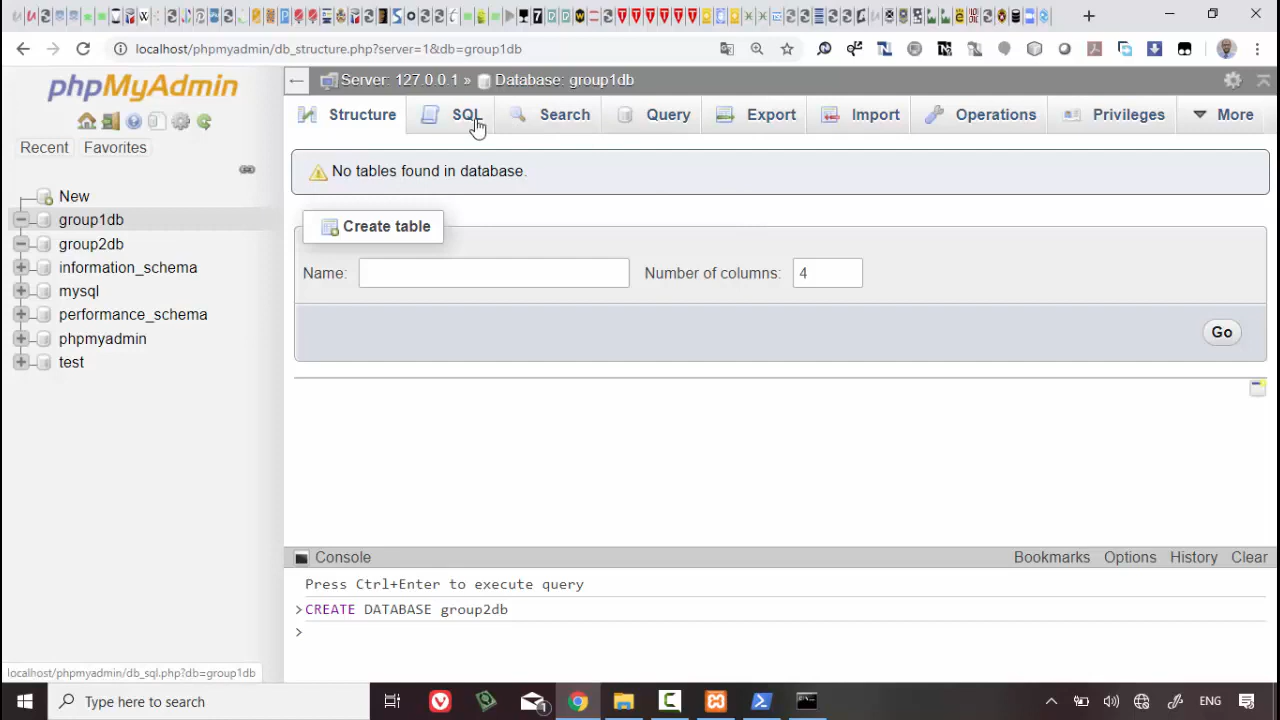 localhost/phpmyadmin/db_structure.php?server=1&db=group1db
phpMyAdmin
Recent Favorites
New
group1db
group2db
information_schema
mysql
performance_schema
phpmyadmin
test
Server: 127.0.0.1 » Database: group1db
Structure SQL Search Query Export Import Operations Privileges More
No tables found in database.
Create table
Name: Number of columns: 4
Go
Console Bookmarks Options History Clear
Press Ctrl+Enter to execute query
>CREATE DATABASE group2db
>
localhost/phpmyadmin/db_sql.php?db=group1db
Type here to search
1
ENG